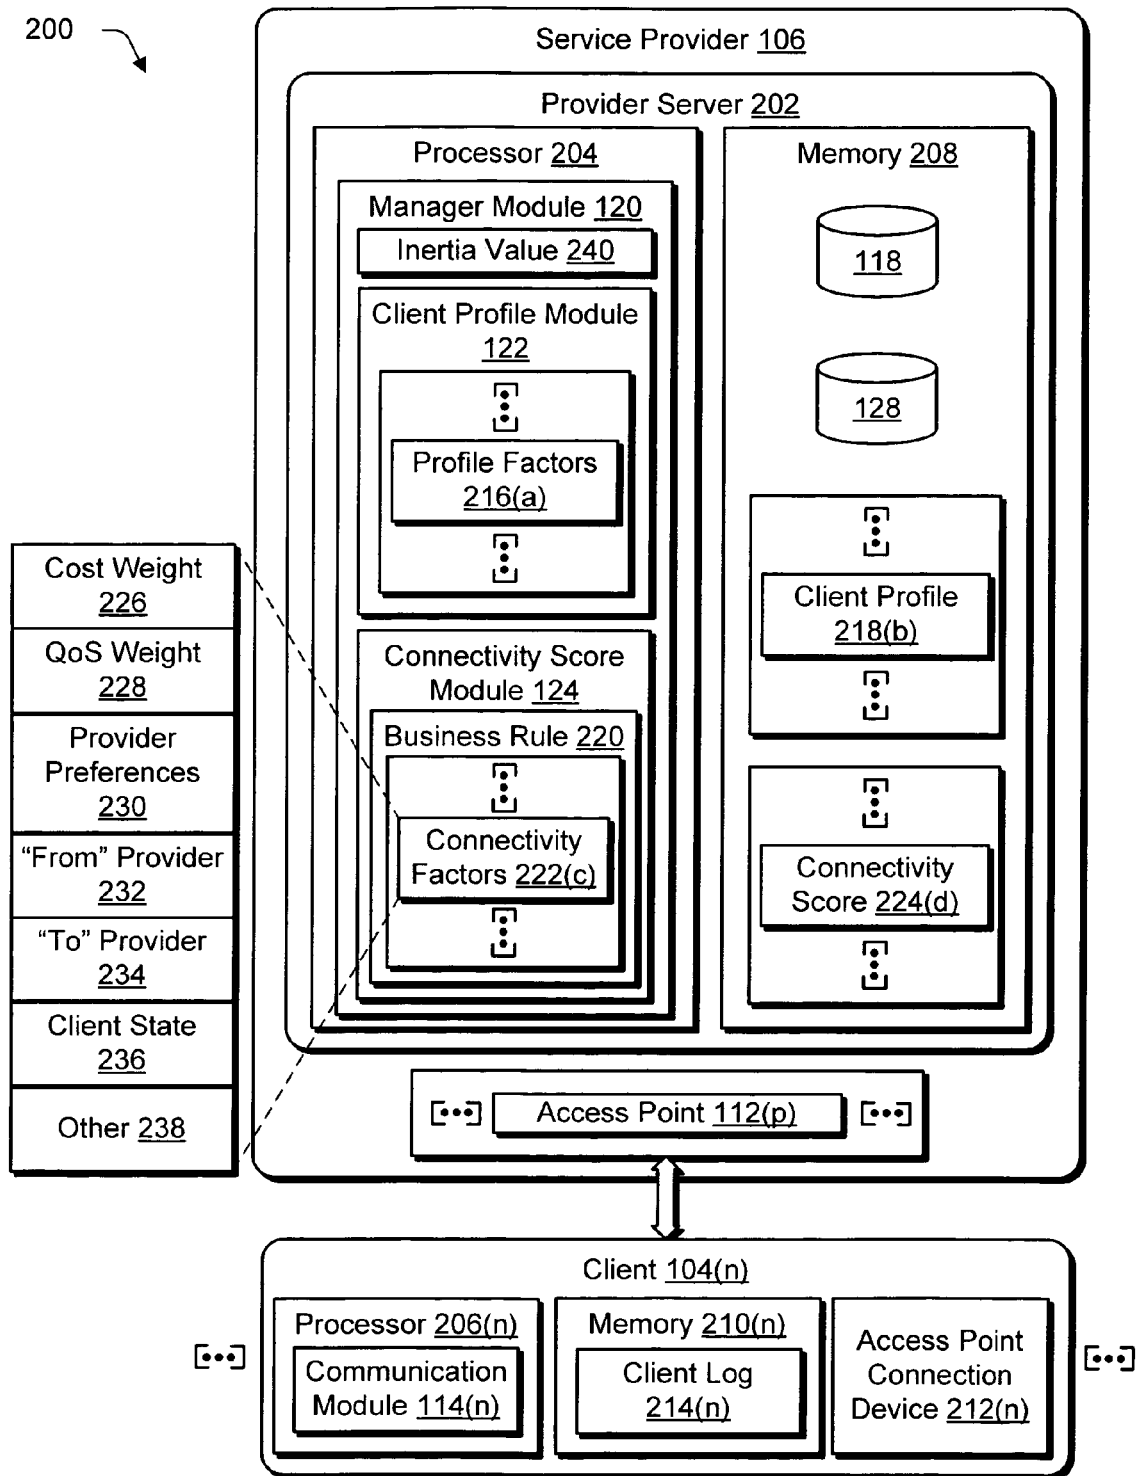 200
Service Provider 106
Provider Server 202
Processor 204
Manager Module 120
Inertia Value 240
Client Profile Module
122
Profile Factors
216(a)
Connectivity Score
Module 124
Business Rule 220
Connectivity
Factors 222(c)
Memory 208
118
128
Client Profile
218(b)
Connectivity
Score 224(d)
Cost Weight
226
QoS Weight
228
Provider
Preferences
230
“From” Provider
232
“To” Provider
234
Client State
236
Other 238
Access Point 112(p)
Client 104(n)
Processor 206(n)
Communication
Module 114(n)
Memory 210(n)
Client Log
214(n)
Access Point
Connection
Device 212(n)